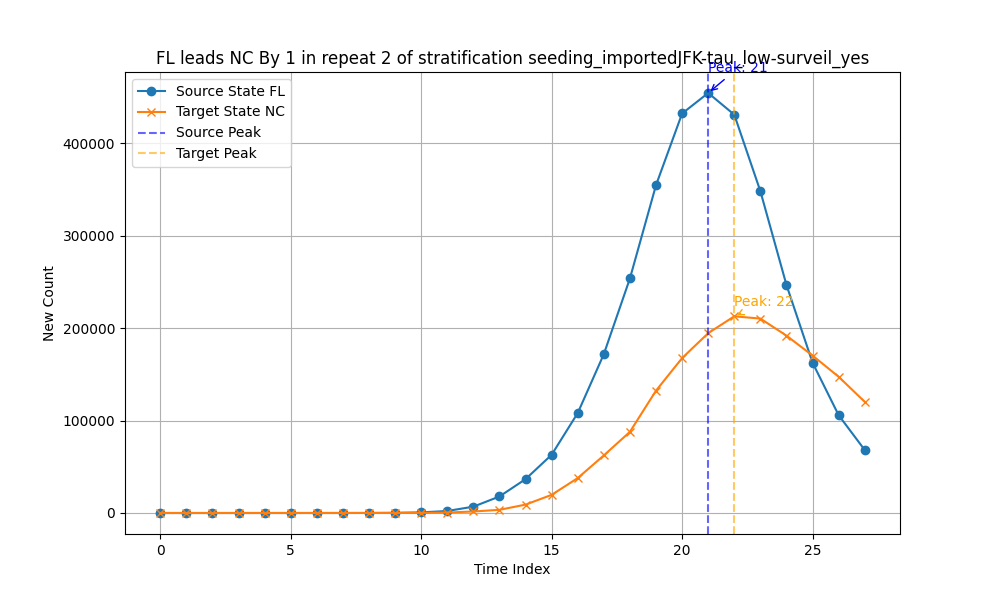 FL leads NC By 1 in repeat 2 of stratification seeding_importedJFK-tau_low-surveil_yes
Peak: 21
Source State FL
Target State NC
Source Peak
Target Peak
Peak: 22
New Count
400000
300000
200000
100000
0
0 5 10 15 20 25
Time Index